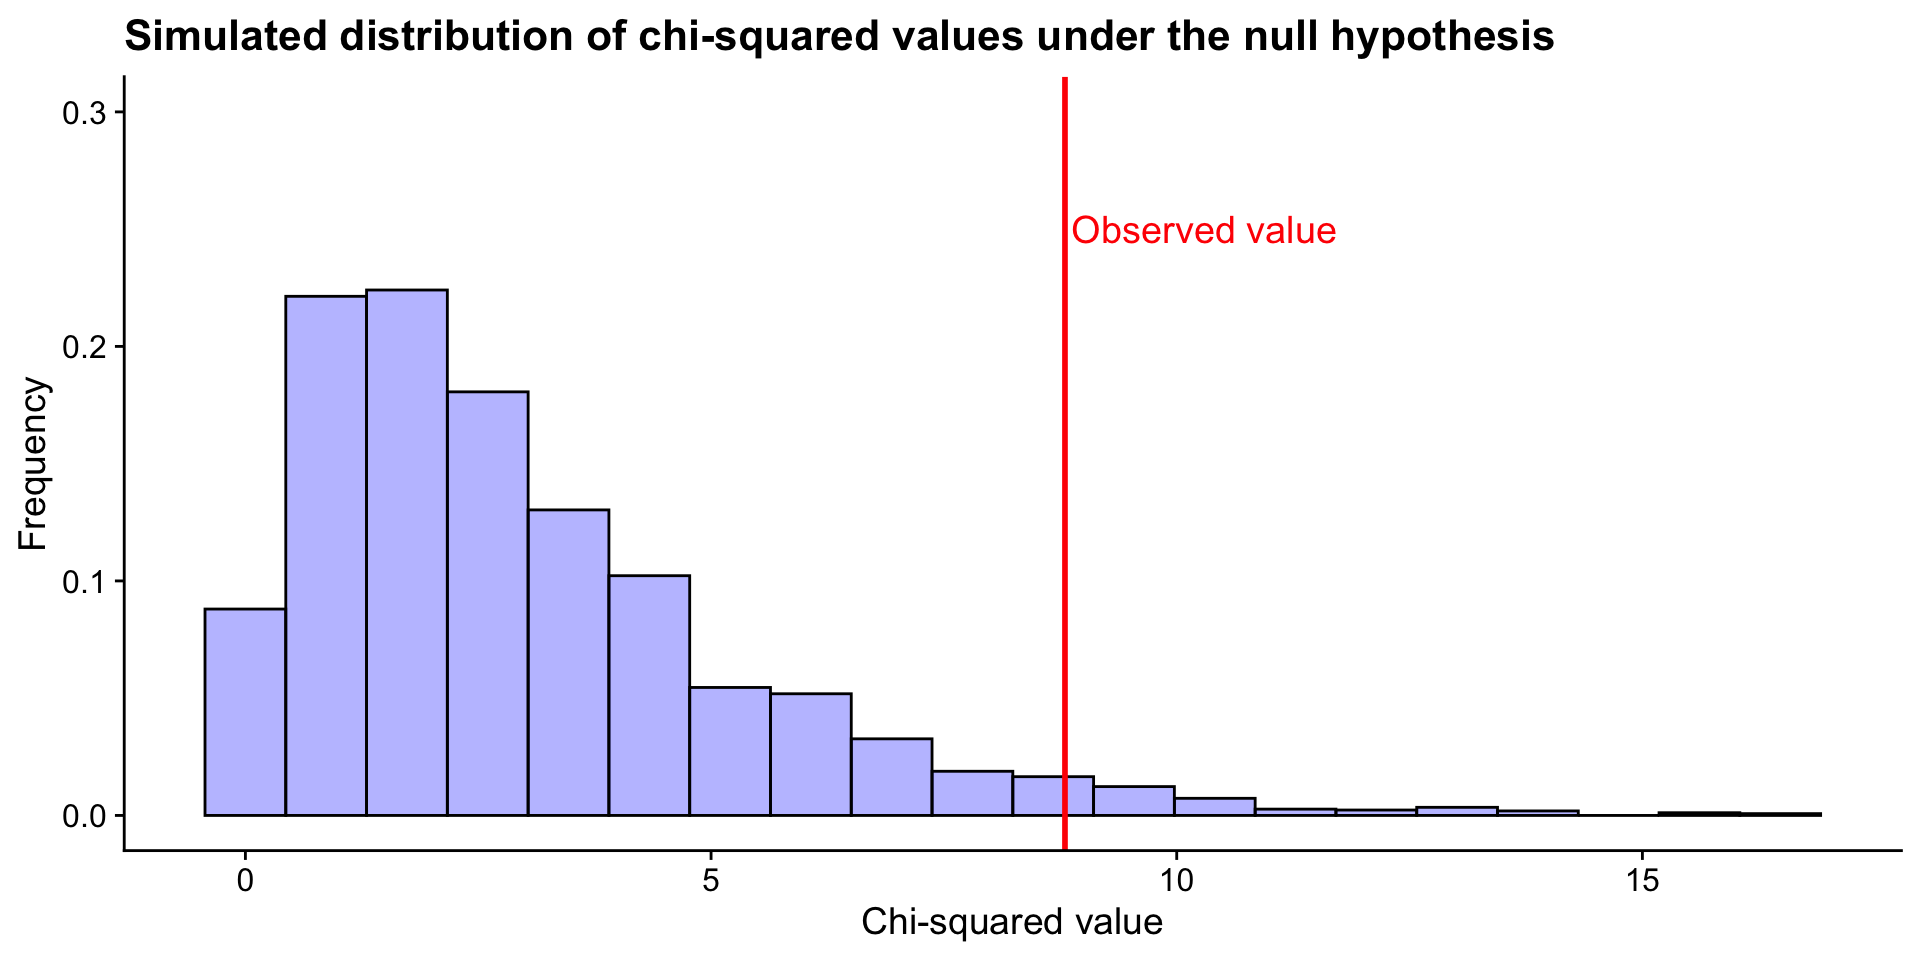 Simulated distribution of chi-squared values under the null hypothesis
0.3
Observed value
0.2
Frequency
0.1
0.0
0 5 10 15
Chi-squared value